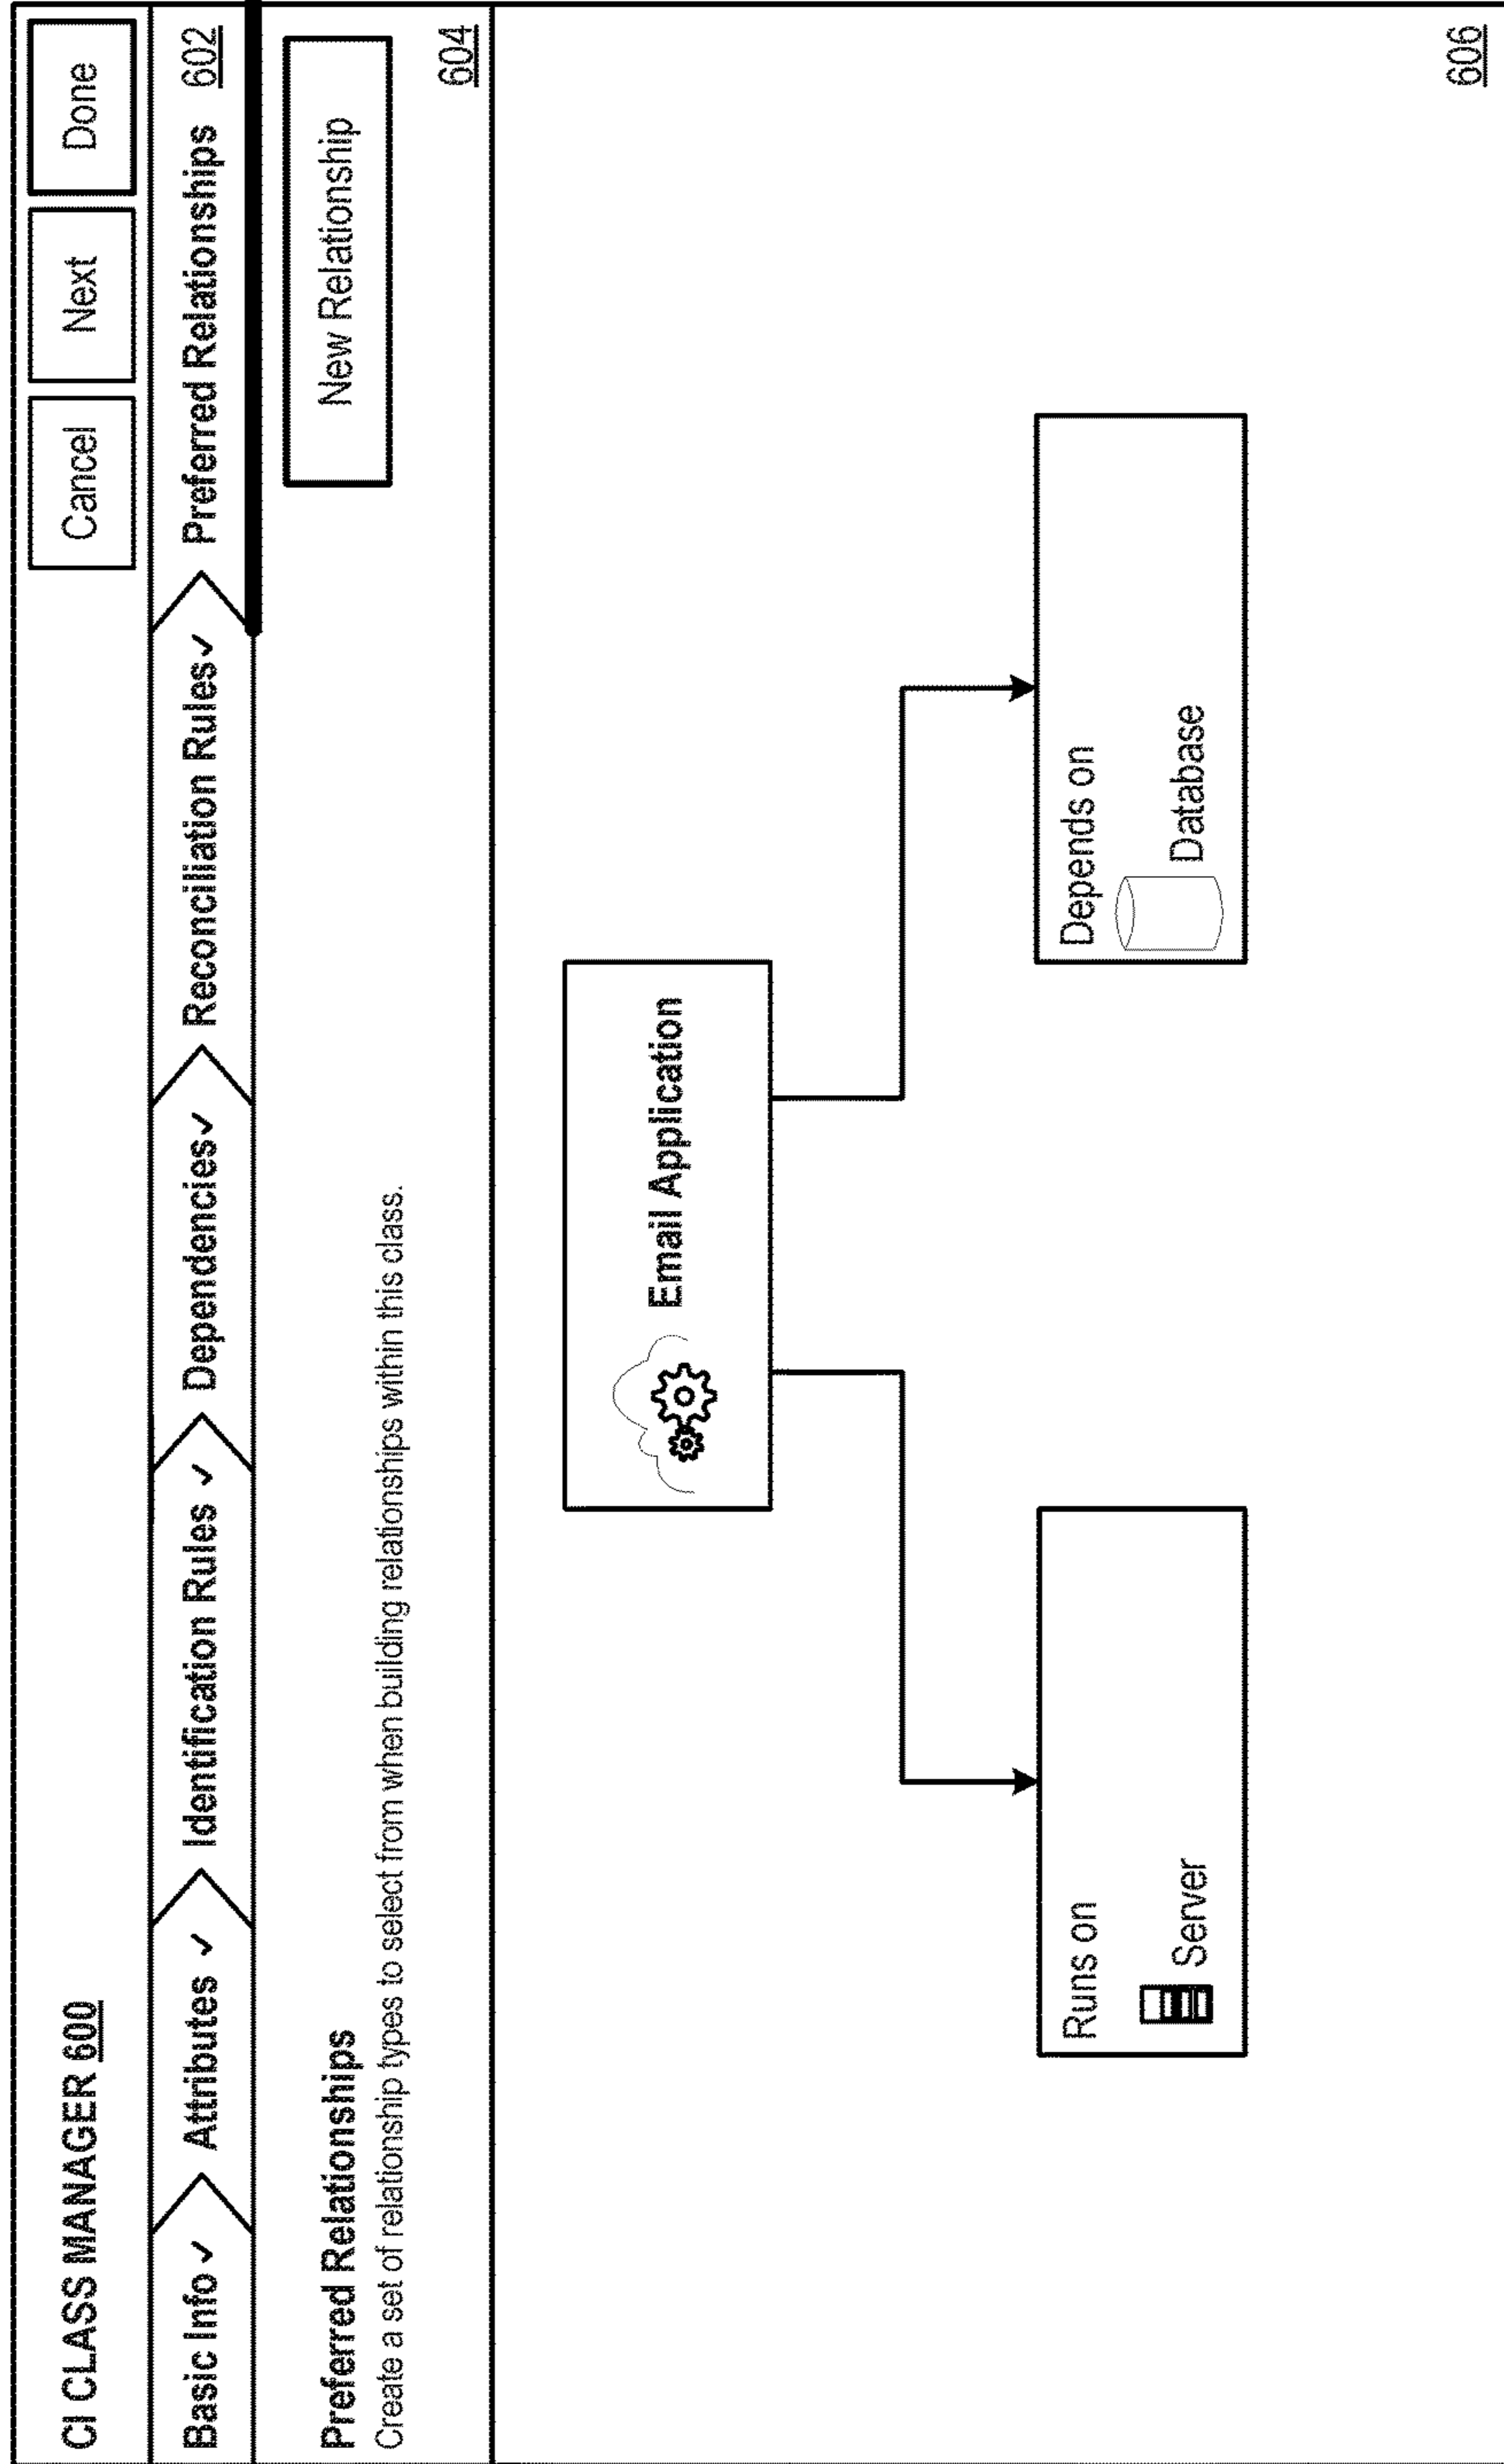 CI CLASS MANAGER 600
Cancel
Next
Done
Basic Info ✓
Attributes ✓
Identification Rules ✓
Dependencies ✓
Reconciliation Rules ✓
Preferred Relationships 602
Preferred Relationships
New Relationship
Create a set of relationship types to select from when building relationships within this class.
604
Email Application
Runs on
Server
Depends on
Database
606